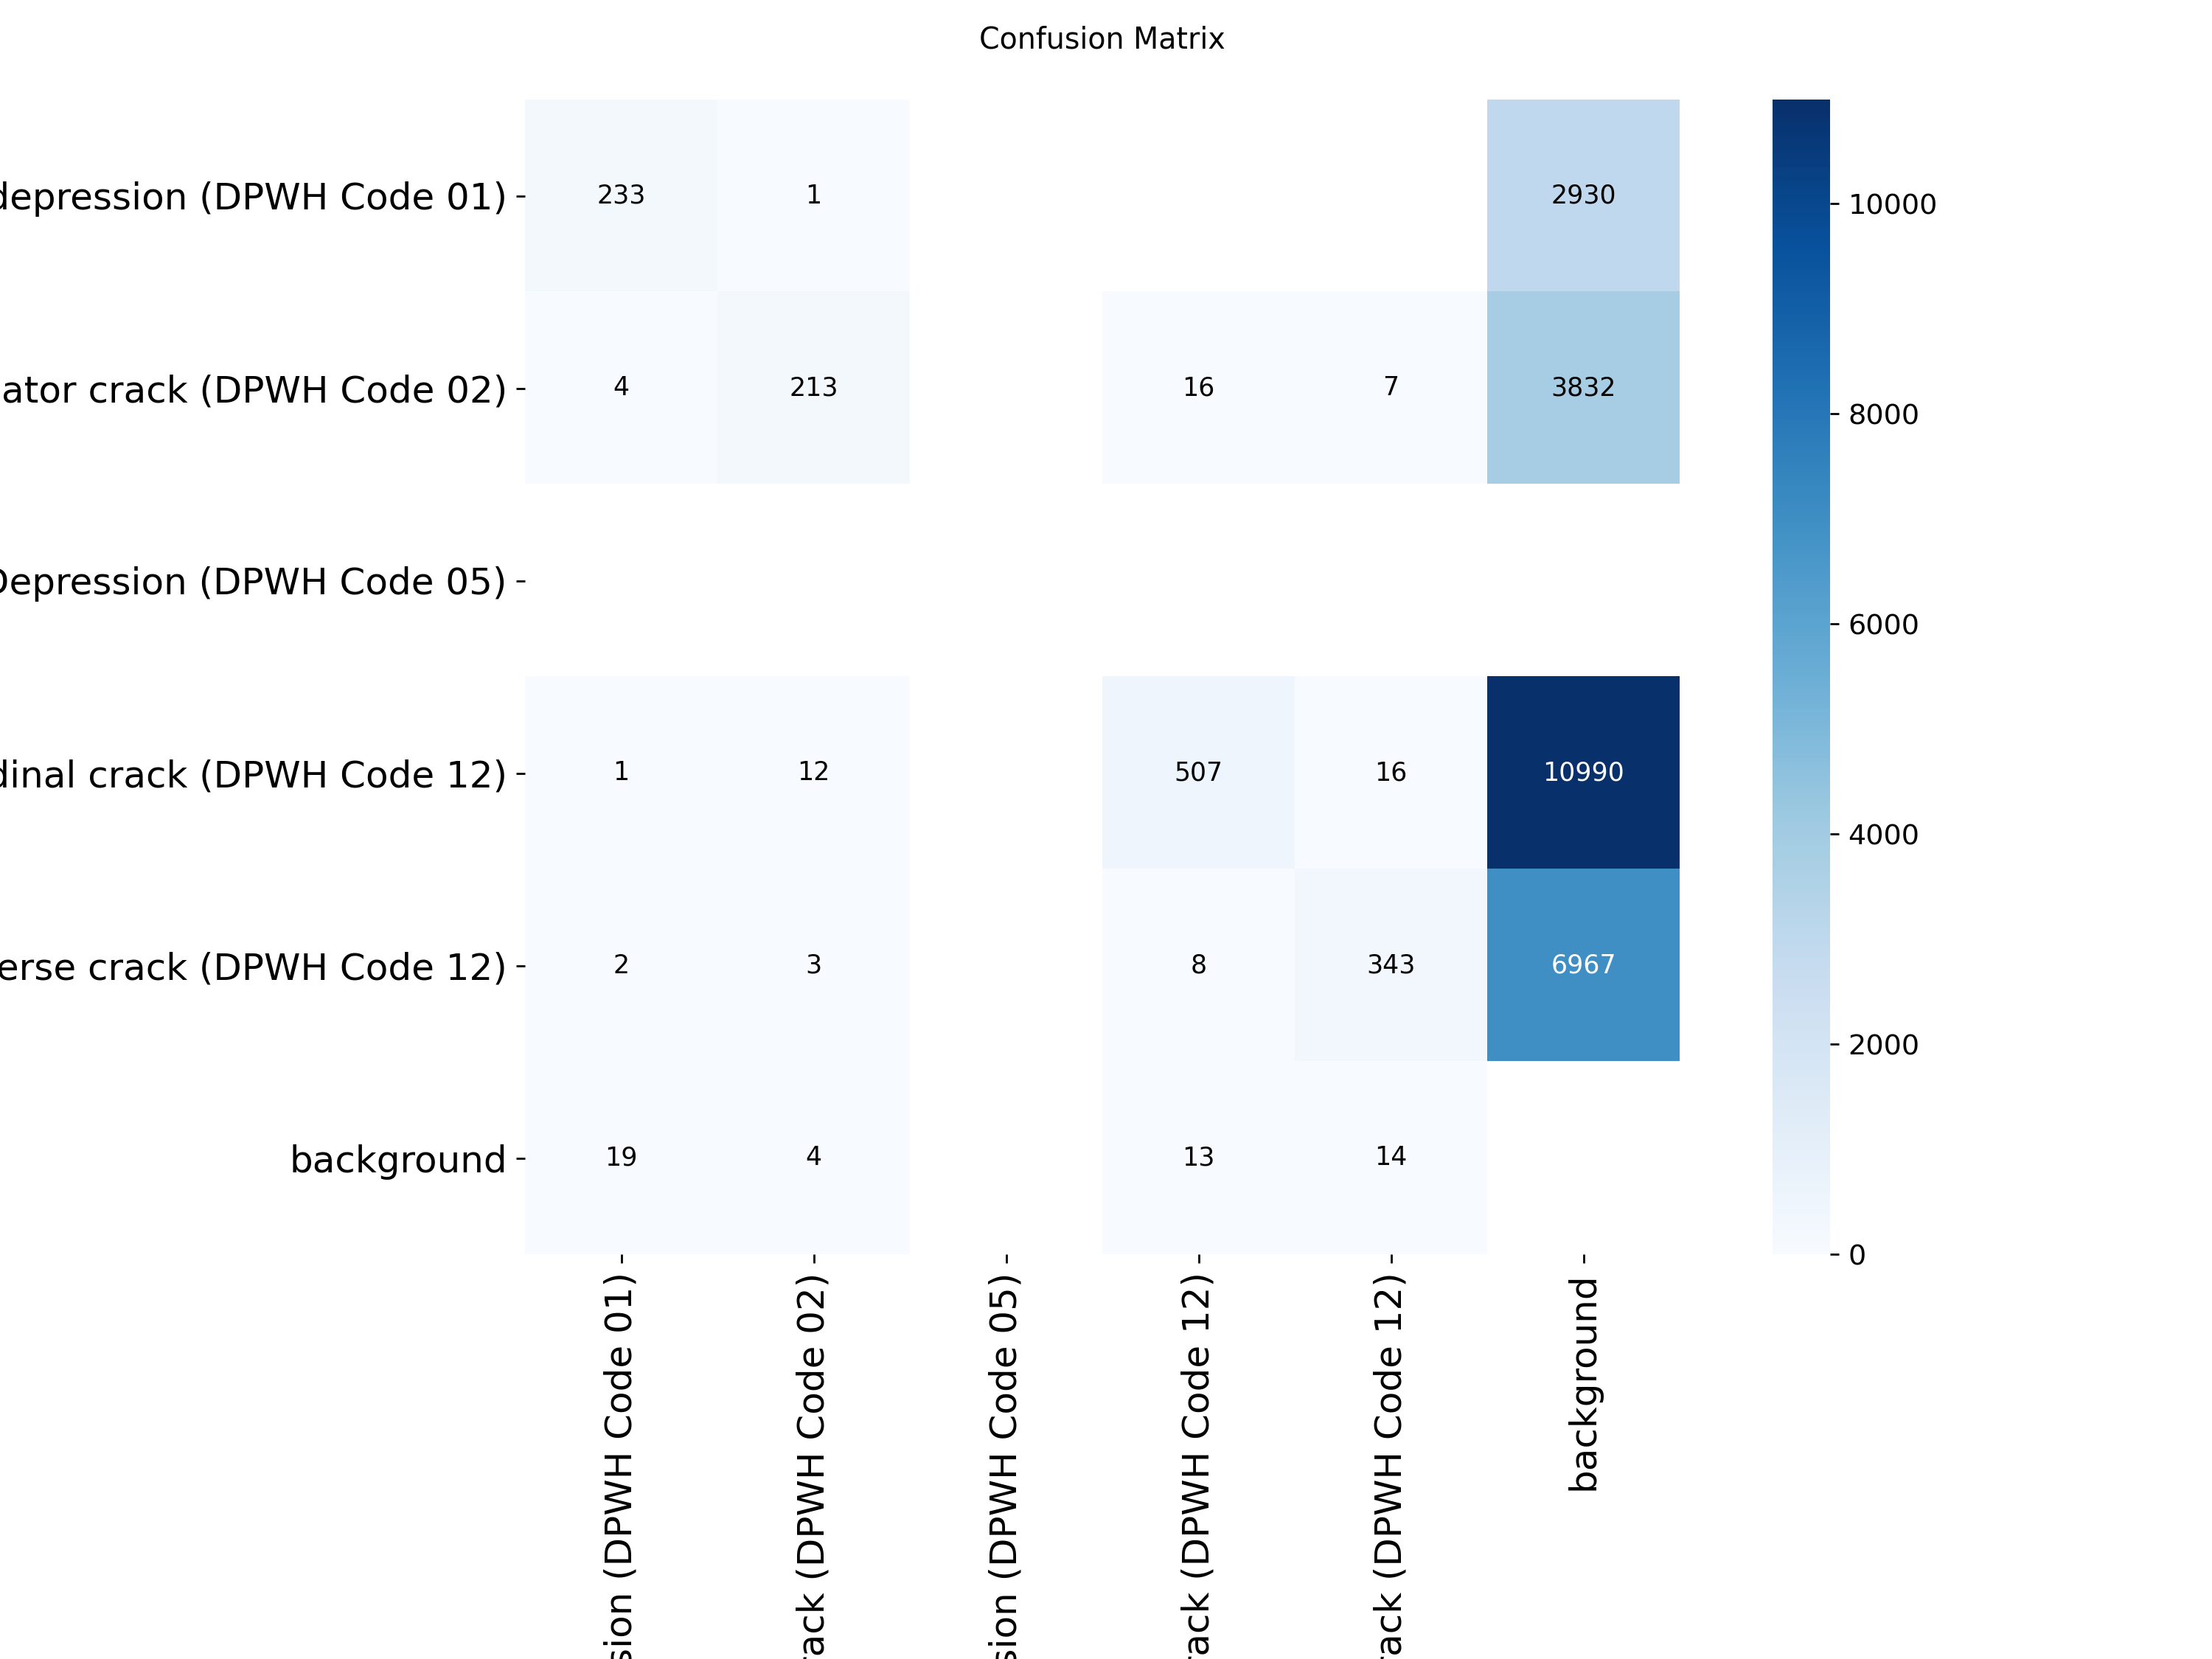 Confusion Matrix
depression (DPWH Code 01)
233 1 2930
ator crack (DPWH Code 02)
4 213 16 7 3832
Depression (DPWH Code 05)
dinal crack (DPWH Code 12)
1 12 507 16 10990
erse crack (DPWH Code 12)
2 3 8 343 6967
background
19 4 13 14
sion (DPWH Code 01)
rack (DPWH Code 02)
sion (DPWH Code 05)
rack (DPWH Code 12)
rack (DPWH Code 12)
background
10000
8000
6000
4000
2000
0